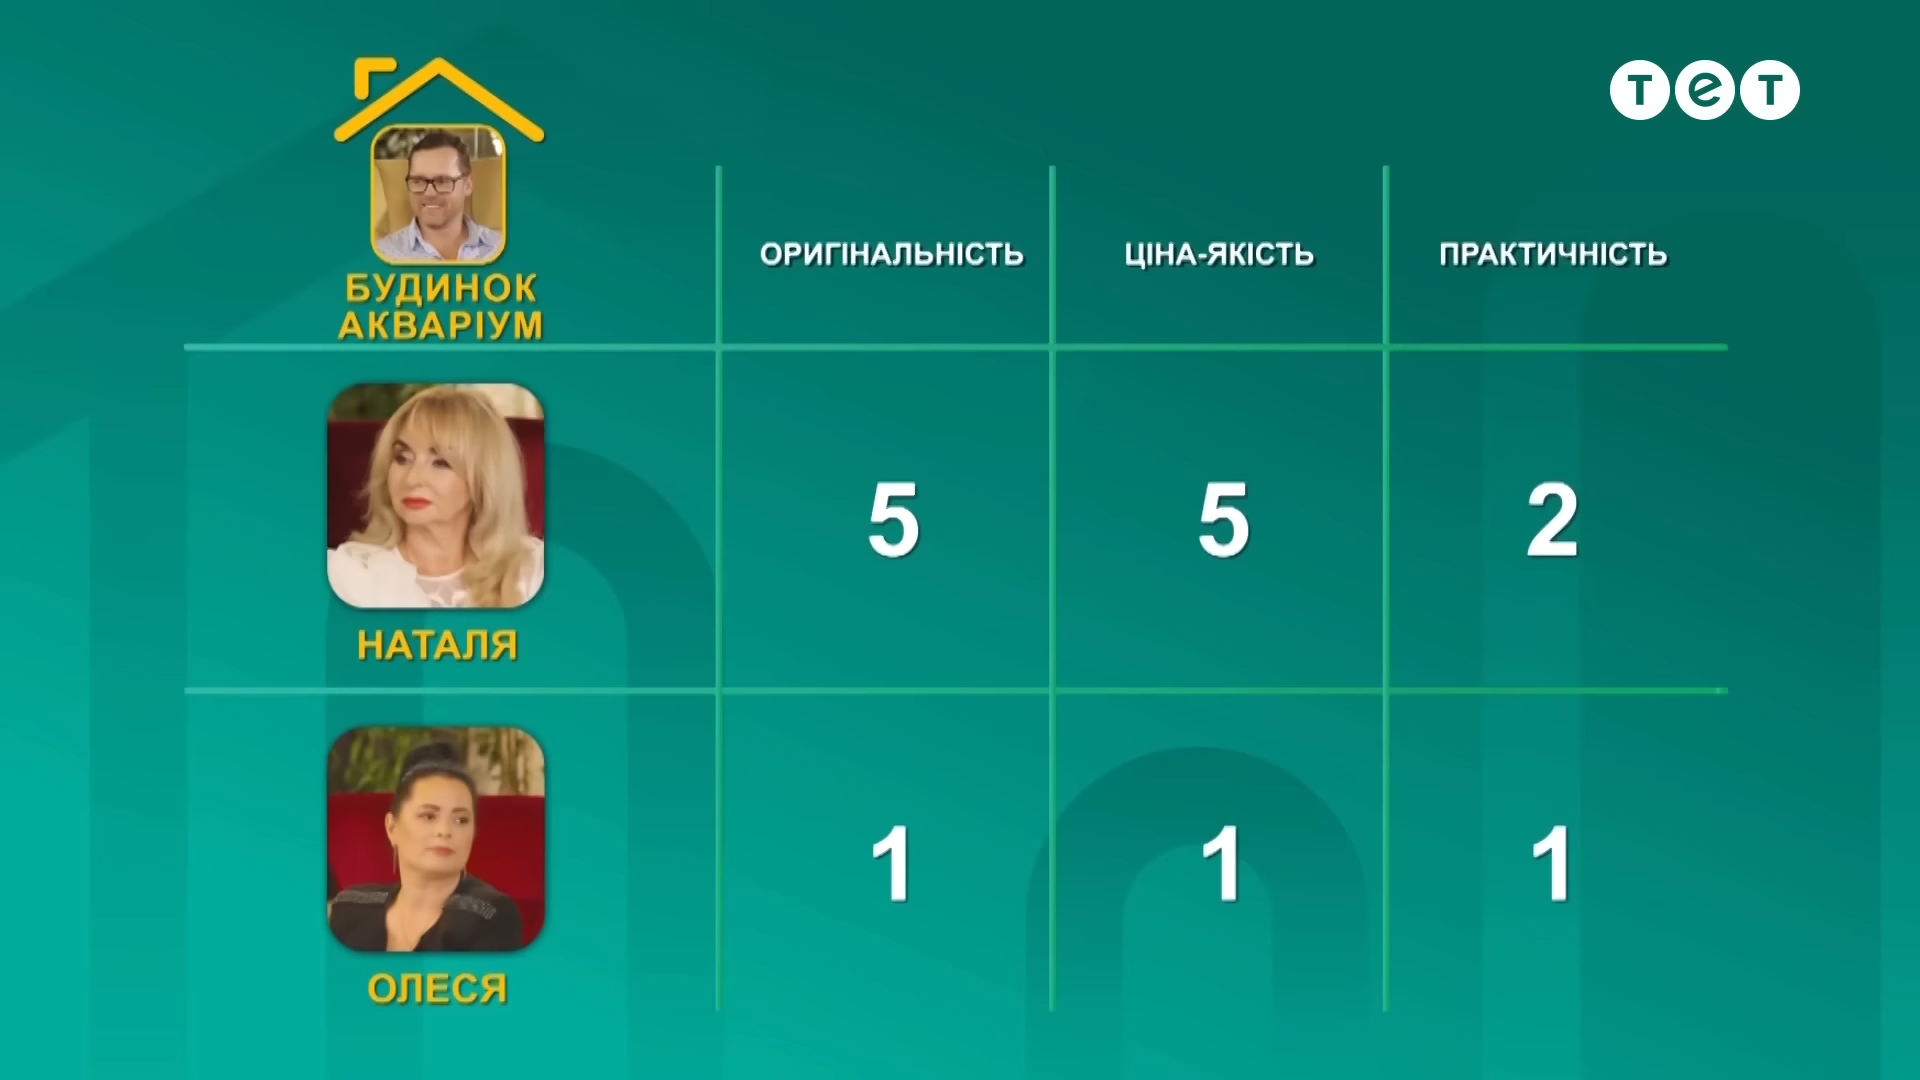 тет
БУДИНОК
АКВАРІУМ
ОРИГІНАЛЬНІСТЬ
ЦІНА-ЯКІСТЬ
ПРАКТИЧНІСТЬ
НАТАЛЯ
5
5
2
ОЛЕСЯ
1
1
1